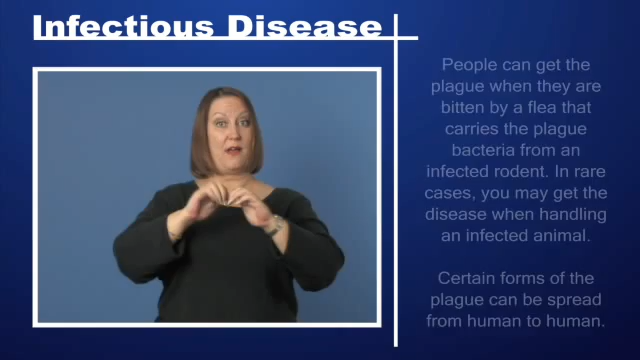 Infectious Disease
People can get the
plague when they are
bitten by a flea that
carries the plague
bacteria from an
infected rodent. In rare
cases, you may get the
disease when handling
an infected animal.
Certain forms of the
plague can be spread
from human to human.